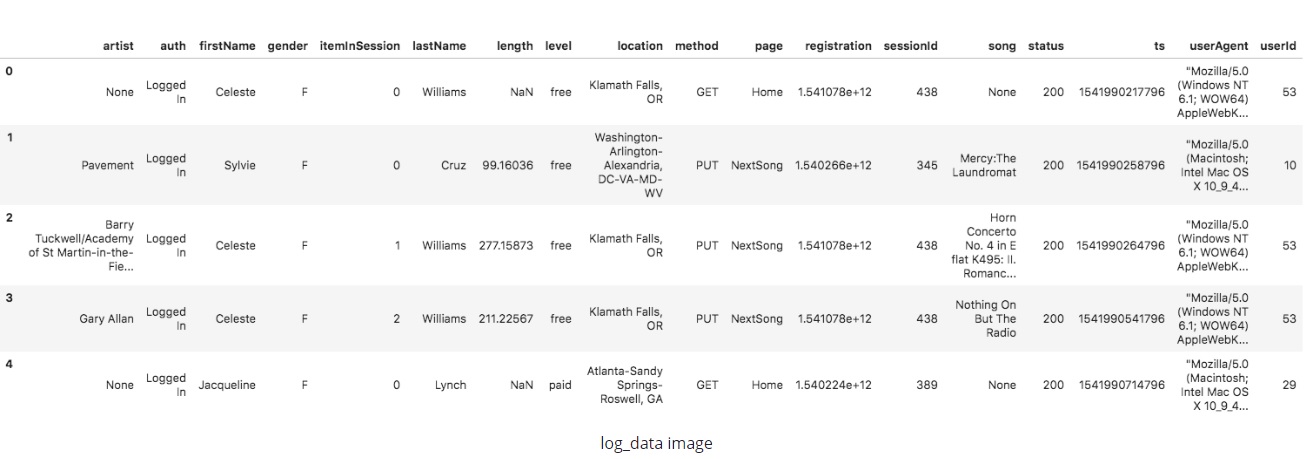 artist auth firstName gender itemInSession lastName length level location method page registration sessionId song status ts userAgent userId
0 None Logged In Celeste F 0 Williams NaN free Klamath Falls, OR GET Home 1.541078e+12 438 None 200 1541990217796 "Mozilla/5.0 (Windows NT 6.1; WOW64) AppleWebK... 53
1 Pavement Logged In Sylvie F 0 Cruz 99.16036 free Washington-Arlington-Alexandria, DC-VA-MD-WV PUT NextSong 1.540266e+12 345 Mercy:The Laundromat 200 1541990258796 "Mozilla/5.0 (Macintosh; Intel Mac OS X 10_9_4... 10
2 Barry Tuckwell/Academy of St Martin-in-the-Fie... Logged In Celeste F 1 Williams 277.15873 free Klamath Falls, OR PUT NextSong 1.541078e+12 438 Horn Concerto No. 4 in E flat K495: II. Romanc... 200 1541990264796 "Mozilla/5.0 (Windows NT 6.1; WOW64) AppleWebK... 53
3 Gary Allan Logged In Celeste F 2 Williams 211.22567 free Klamath Falls, OR PUT NextSong 1.541078e+12 438 Nothing On But The Radio 200 1541990541796 "Mozilla/5.0 (Windows NT 6.1; WOW64) AppleWebK... 53
4 None Logged In Jacqueline F 0 Lynch NaN paid Atlanta-Sandy Springs-Roswell, GA GET Home 1.540224e+12 389 None 200 1541990714796 "Mozilla/5.0 (Macintosh; Intel Mac OS X 10_9_4... 29
log_data image